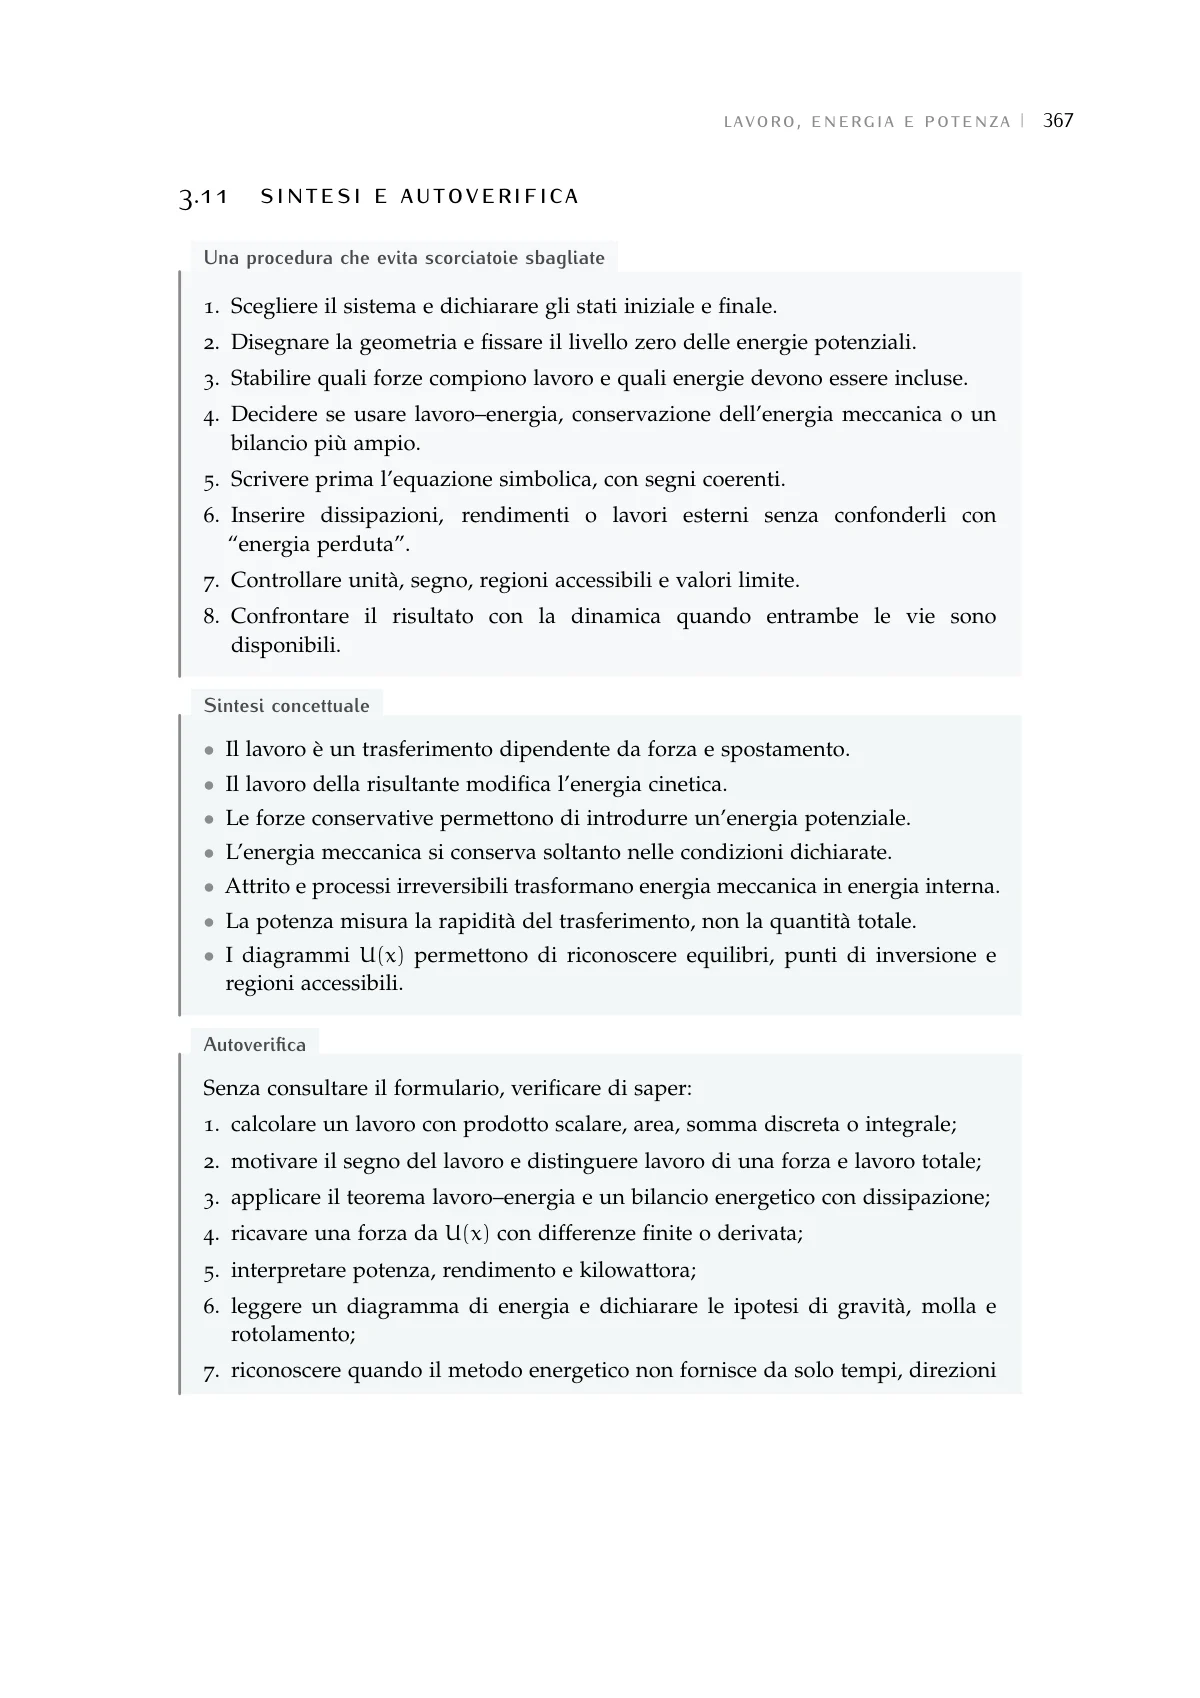 LAVORO, ENERGIA E POTENZA | 367
3.11 SINTESI E AUTOVERIFICA
Una procedura che evita scorciatoie sbagliate
1. Scegliere il sistema e dichiarare gli stati iniziale e finale.
2. Disegnare la geometria e fissare il livello zero delle energie potenziali.
3. Stabilire quali forze compiono lavoro e quali energie devono essere incluse.
4. Decidere se usare lavoro–energia, conservazione dell'energia meccanica o un
bilancio più ampio.
5. Scrivere prima l'equazione simbolica, con segni coerenti.
6. Inserire dissipazioni, rendimenti o lavori esterni senza confonderli con
“energia perduta”.
7. Controllare unità, segno, regioni accessibili e valori limite.
8. Confrontare il risultato con la dinamica quando entrambe le vie sono
disponibili.
Sintesi concettuale
• Il lavoro è un trasferimento dipendente da forza e spostamento.
• Il lavoro della risultante modifica l'energia cinetica.
• Le forze conservative permettono di introdurre un'energia potenziale.
• L'energia meccanica si conserva soltanto nelle condizioni dichiarate.
• Attrito e processi irreversibili trasformano energia meccanica in energia interna.
• La potenza misura la rapidità del trasferimento, non la quantità totale.
• I diagrammi U(x) permettono di riconoscere equilibri, punti di inversione e
regioni accessibili.
Autoverifica
Senza consultare il formulario, verificare di saper:
1. calcolare un lavoro con prodotto scalare, area, somma discreta o integrale;
2. motivare il segno del lavoro e distinguere lavoro di una forza e lavoro totale;
3. applicare il teorema lavoro–energia e un bilancio energetico con dissipazione;
4. ricavare una forza da U(x) con differenze finite o derivata;
5. interpretare potenza, rendimento e kilowattora;
6. leggere un diagramma di energia e dichiarare le ipotesi di gravità, molla e
rotolamento;
7. riconoscere quando il metodo energetico non fornisce da solo tempi, direzioni